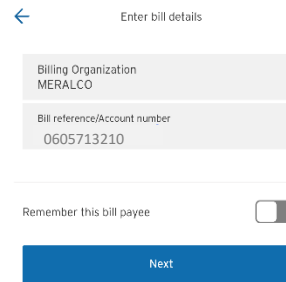 Enter bill details
Billing Organization
MERALCO
Bill reference/Account number
0605713210
Remember this bill payee
Next